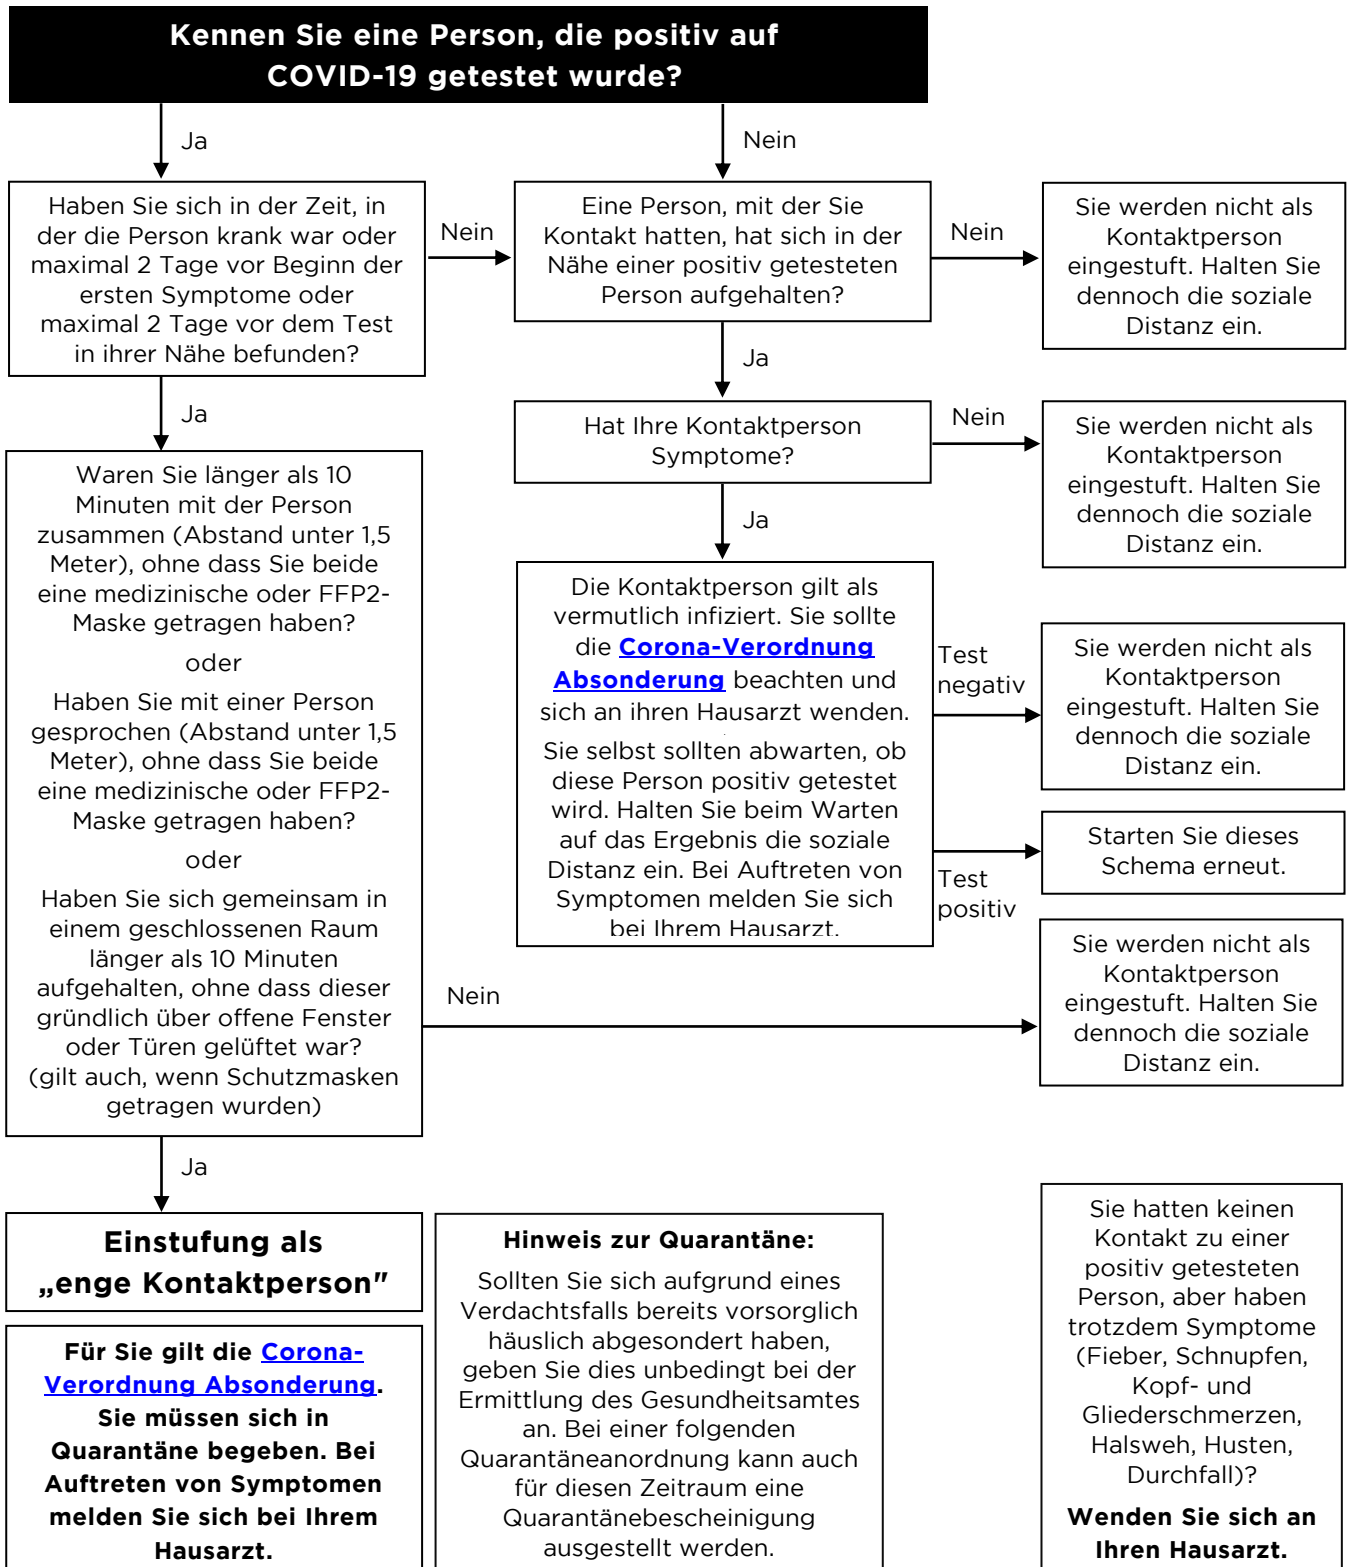 Kennen Sie eine Person, die positiv auf
COVID-19 getestet wurde?
Ja
Nein
Haben Sie sich in der Zeit, in
der die Person krank war oder
maximal 2 Tage vor Beginn der
ersten Symptome oder
maximal 2 Tage vor dem Test
in ihrer Nähe befunden?
Nein
Eine Person, mit der Sie
Kontakt hatten, hat sich in der
Nähe einer positiv getesteten
Person aufgehalten?
Nein
Sie werden nicht als
Kontaktperson
eingestuft. Halten Sie
dennoch die soziale
Distanz ein.
Ja
Ja
Hat Ihre Kontaktperson
Symptome?
Nein
Sie werden nicht als
Kontaktperson
eingestuft. Halten Sie
dennoch die soziale
Distanz ein.
Waren Sie länger als 10
Minuten mit der Person
zusammen (Abstand unter 1,5
Meter), ohne dass Sie beide
eine medizinische oder FFP2-
Maske getragen haben?
oder
Haben Sie mit einer Person
gesprochen (Abstand unter 1,5
Meter), ohne dass Sie beide
eine medizinische oder FFP2-
Maske getragen haben?
oder
Haben Sie sich gemeinsam in
einem geschlossenen Raum
länger als 10 Minuten
aufgehalten, ohne dass dieser
gründlich über offene Fenster
oder Türen gelüftet war?
(gilt auch, wenn Schutzmasken
getragen wurden)
Ja
Die Kontaktperson gilt als
vermutlich infiziert. Sie sollte
die Corona-Verordnung
Absonderung beachten und
sich an ihren Hausarzt wenden.
Sie selbst sollten abwarten, ob
diese Person positiv getestet
wird. Halten Sie beim Warten
auf das Ergebnis die soziale
Distanz ein. Bei Auftreten von
Symptomen melden Sie sich
bei Ihrem Hausarzt.
Test
negativ
Sie werden nicht als
Kontaktperson
eingestuft. Halten Sie
dennoch die soziale
Distanz ein.
Test
positiv
Starten Sie dieses
Schema erneut.
Nein
Sie werden nicht als
Kontaktperson
eingestuft. Halten Sie
dennoch die soziale
Distanz ein.
Ja
Einstufung als
„enge Kontaktperson"
Für Sie gilt die Corona-
Verordnung Absonderung.
Sie müssen sich in
Quarantäne begeben. Bei
Auftreten von Symptomen
melden Sie sich bei Ihrem
Hausarzt.
Hinweis zur Quarantäne:
Sollten Sie sich aufgrund eines
Verdachtsfalls bereits vorsorglich
häuslich abgesondert haben,
geben Sie dies unbedingt bei der
Ermittlung des Gesundheitsamtes
an. Bei einer folgenden
Quarantäneanordnung kann auch
für diesen Zeitraum eine
Quarantänebescheinigung
ausgestellt werden.
Sie hatten keinen
Kontakt zu einer
positiv getesteten
Person, aber haben
trotzdem Symptome
(Fieber, Schnupfen,
Kopf- und
Gliederschmerzen,
Halsweh, Husten,
Durchfall)?
Wenden Sie sich an
Ihren Hausarzt.